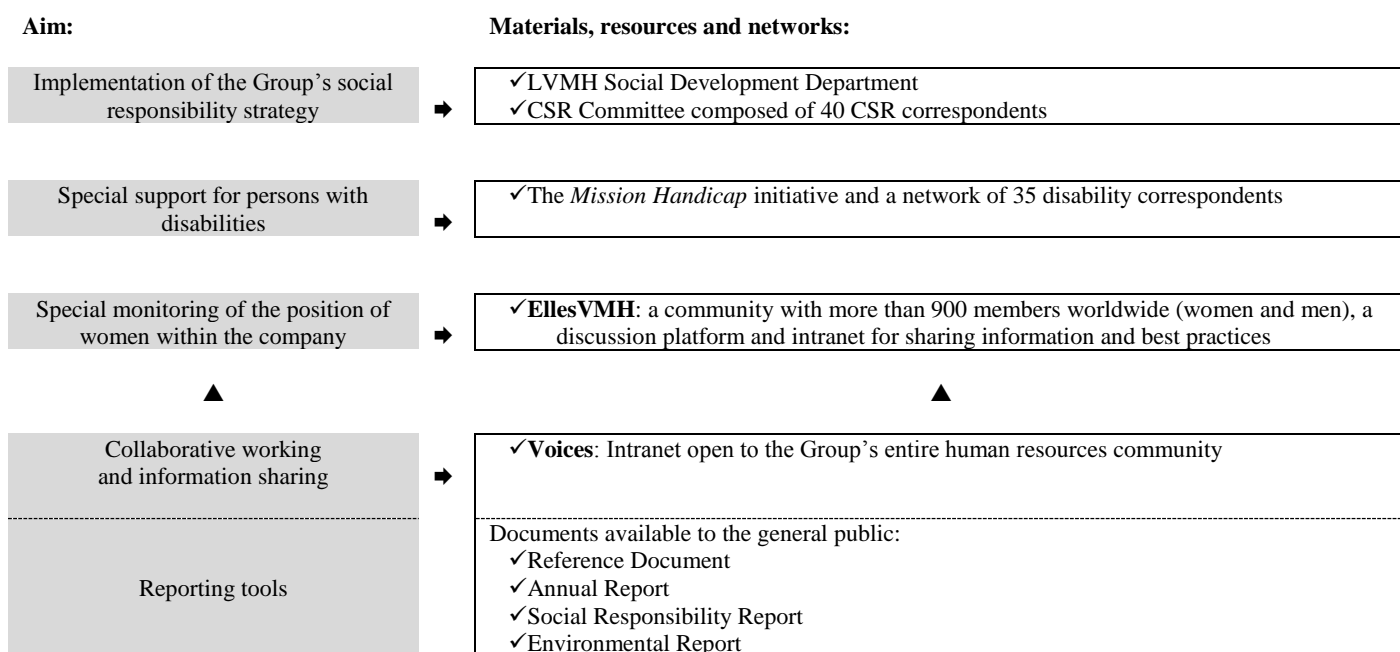 Aim:
Materials, resources and networks:
Implementation of the Group's social
responsibility strategy
✓LVMH Social Development Department
✓CSR Committee composed of 40 CSR correspondents
Special support for persons with
disabilities
✓The Mission Handicap initiative and a network of 35 disability correspondents
Special monitoring of the position of
women within the company
✓EllesVMH: a community with more than 900 members worldwide (women and men), a
discussion platform and intranet for sharing information and best practices
Collaborative working
and information sharing
✓Voices: Intranet open to the Group's entire human resources community
Reporting tools
Documents available to the general public:
✓Reference Document
✓Annual Report
✓Social Responsibility Report
✓Environmental Report